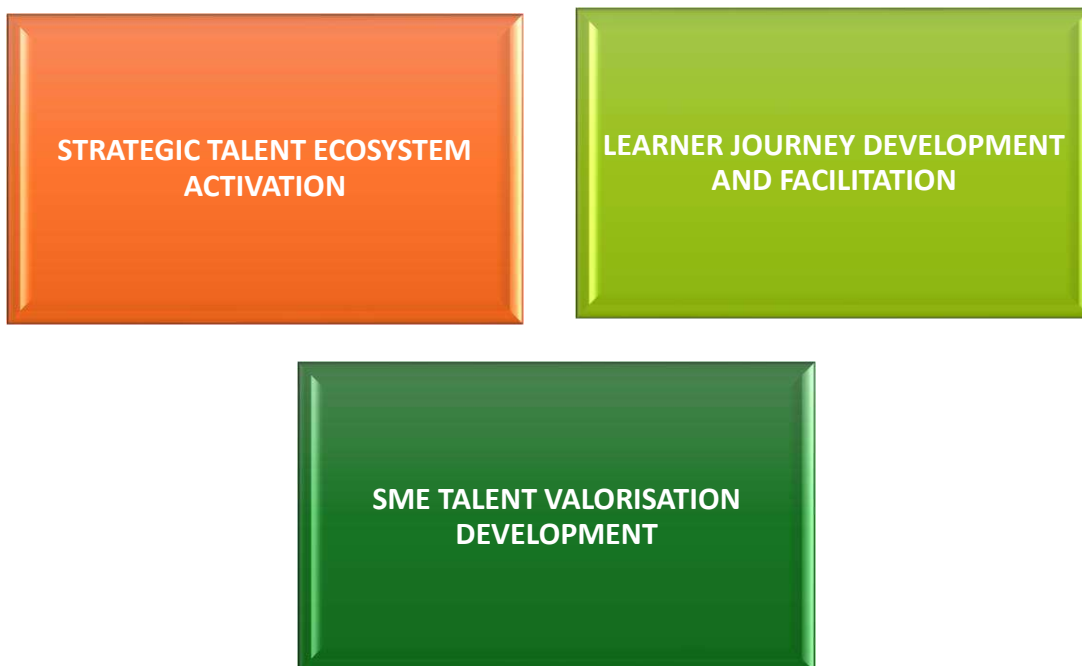 STRATEGIC TALENT ECOSYSTEM
ACTIVATION
LEARNER JOURNEY DEVELOPMENT
AND FACILITATION
SME TALENT VALORISATION
DEVELOPMENT